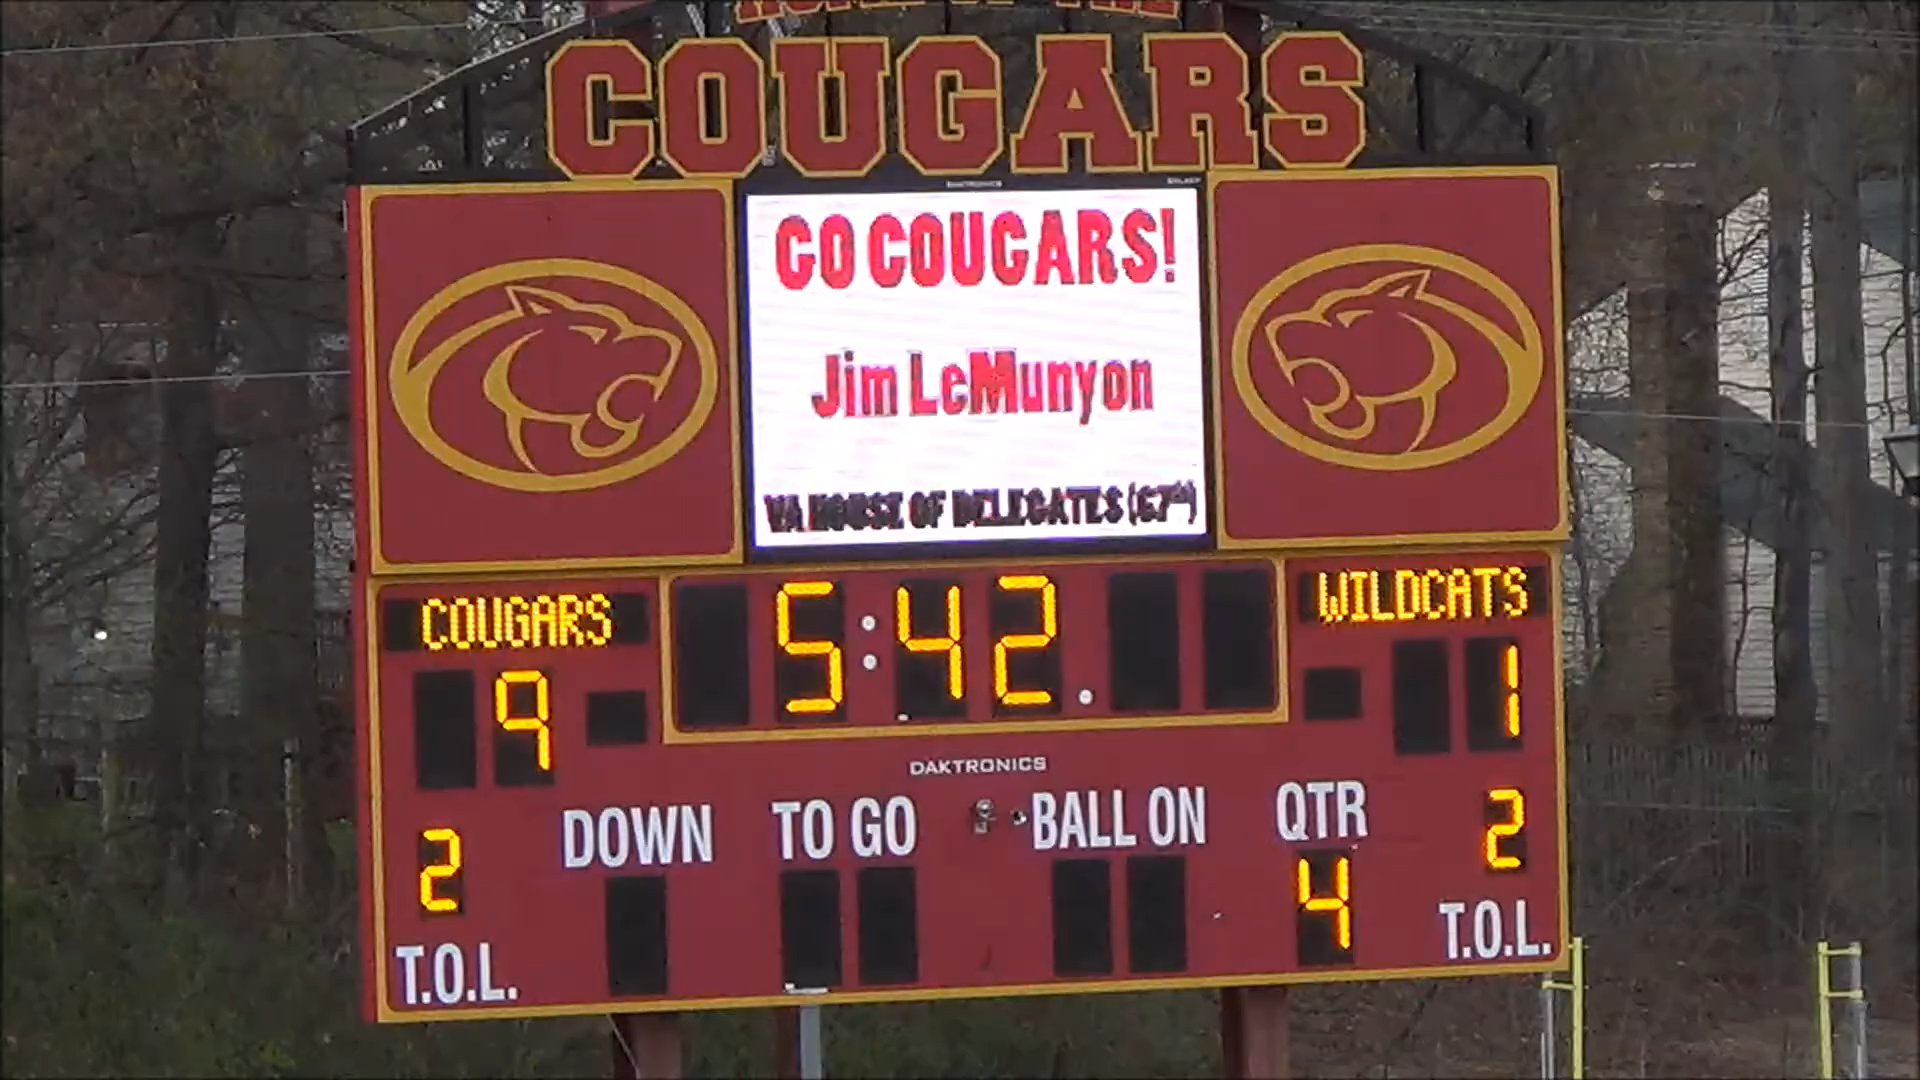 COUGARS
DAKTRONICS
GO COUGARS!
Jim LeMunyon
VA HOUSE OF DELEGATES (67th)
COUGARS 5:42 WILDCATS
9 1
DAKTRONICS
DOWN TO GO BALL ON QTR
2 4 2
T.O.L. T.O.L.